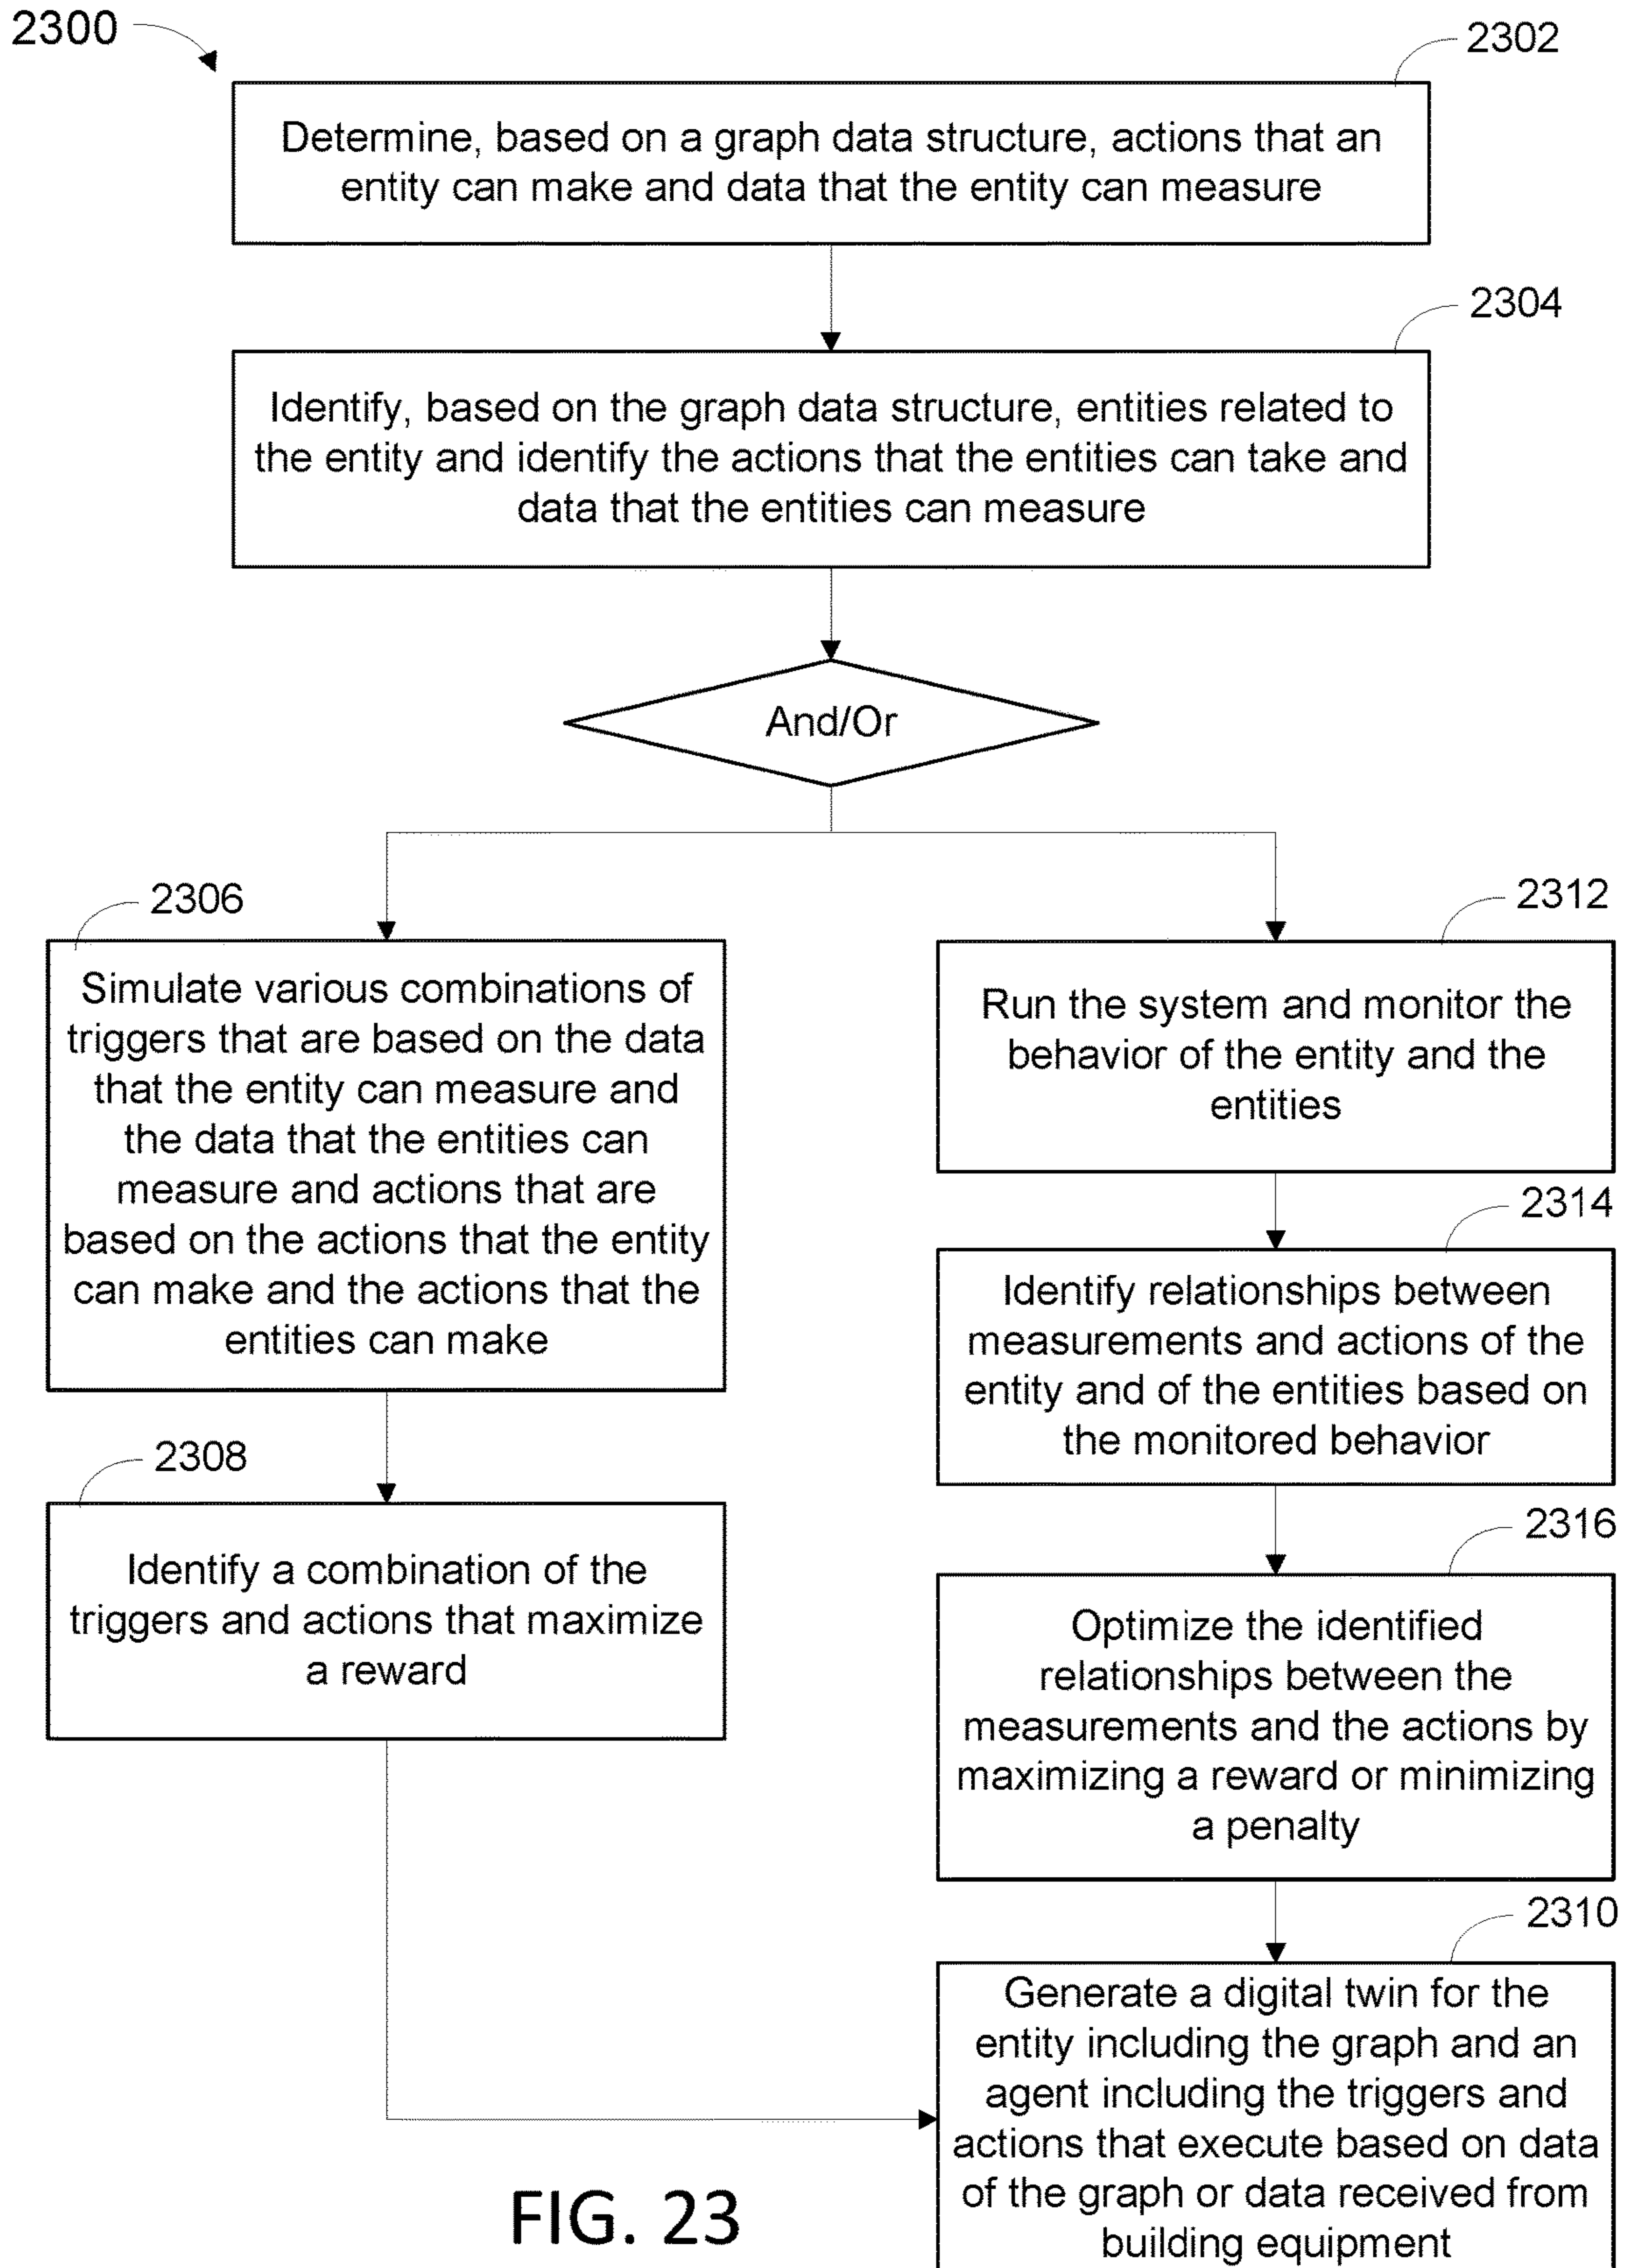 2300
2302
Determine, based on a graph data structure, actions that an
entity can make and data that the entity can measure
2304
Identify, based on the graph data structure, entities related to
the entity and identify the actions that the entities can take and
data that the entities can measure
And/Or
2306
Simulate various combinations of
triggers that are based on the data
that the entity can measure and
the data that the entities can
measure and actions that are
based on the actions that the entity
can make and the actions that the
entities can make
2308
Identify a combination of the
triggers and actions that maximize
a reward
2312
Run the system and monitor the
behavior of the entity and the
entities
2314
Identify relationships between
measurements and actions of the
entity and of the entities based on
the monitored behavior
2316
Optimize the identified
relationships between the
measurements and the actions by
maximizing a reward or minimizing
a penalty
2310
Generate a digital twin for the
entity including the graph and an
agent including the triggers and
actions that execute based on data
of the graph or data received from
building equipment
FIG. 23